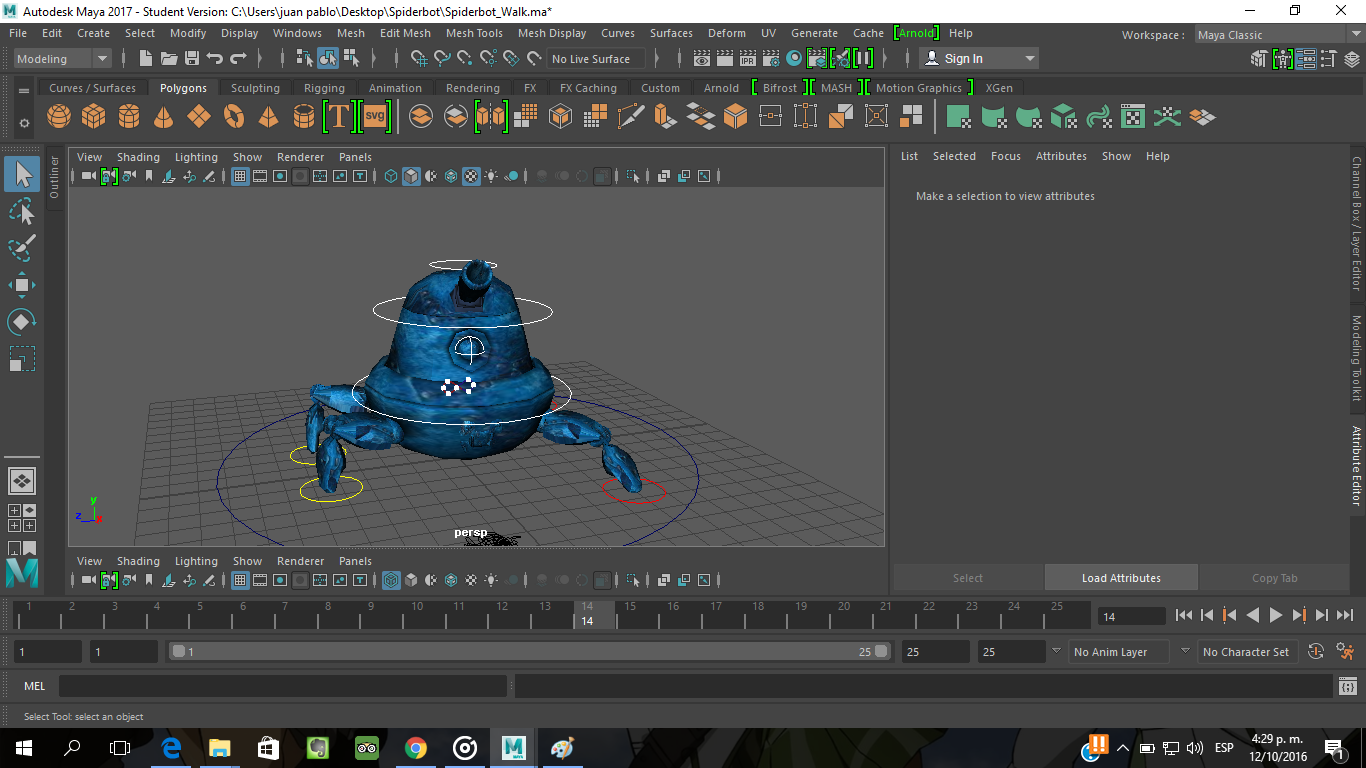 Autodesk Maya 2017 - Student Version: C:\Users\juan pablo\Desktop\Spiderbot\Spiderbot_Walk.ma*
File Edit Create Select Modify Display Windows Mesh Edit Mesh Mesh Tools Mesh Display Curves Surfaces Deform UV Generate Cache [Arnold] Help
Workspace : Maya Classic
Modeling No Live Surface IPR Sign In
Curves / Surfaces Polygons Sculpting Rigging Animation Rendering FX FX Caching Custom Arnold Bifrost MASH Motion Graphics XGen
T svg
Outliner
View Shading Lighting Show Renderer Panels
List Selected Focus Attributes Show Help
Make a selection to view attributes
Channel Box / Layer Editor
Modeling Toolkit
Attribute Editor
y
z x
persp
View Shading Lighting Show Renderer Panels
Select Load Attributes Copy Tab
1 2 3 4 5 6 7 8 9 10 11 12 13 14 15 16 17 18 19 20 21 22 23 24 25
14 14
1 1 1 25 25 25 No Anim Layer No Character Set
MEL
Select Tool: select an object
ESP
4:29 p. m.
12/10/2016
1